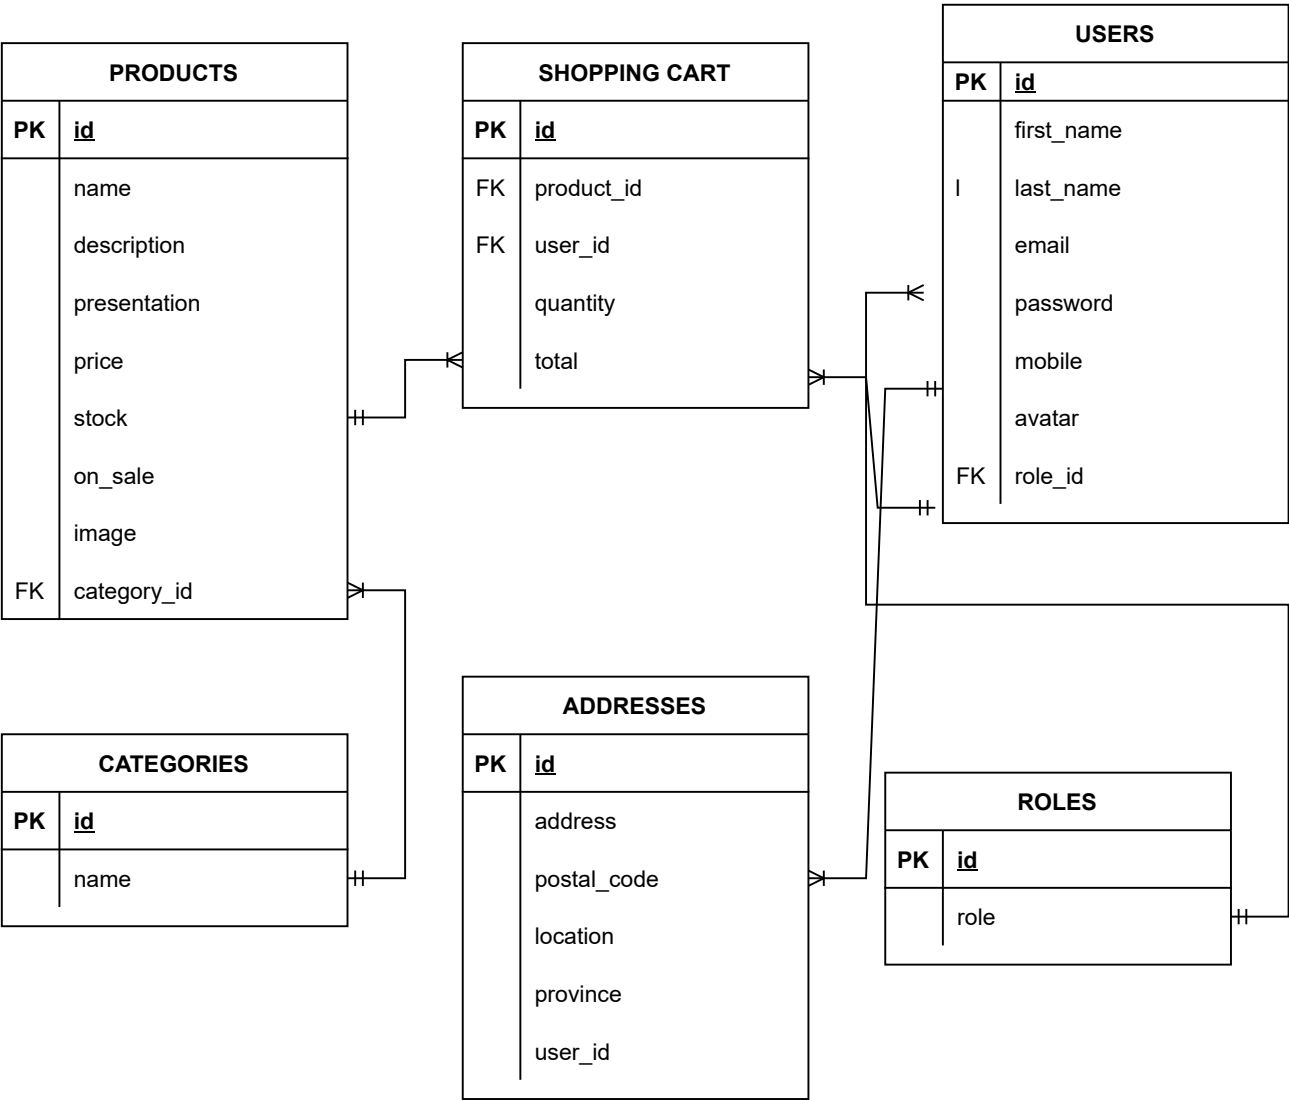 PRODUCTS
PK id
name
description
presentation
price
stock
on_sale
image
FK category_id
SHOPPING CART
PK id
FK product_id
FK user_id
quantity
total
USERS
PK id
first_name
I last_name
email
password
mobile
avatar
FK role_id
CATEGORIES
PK id
name
ADDRESSES
PK id
address
postal_code
location
province
user_id
ROLES
PK id
role